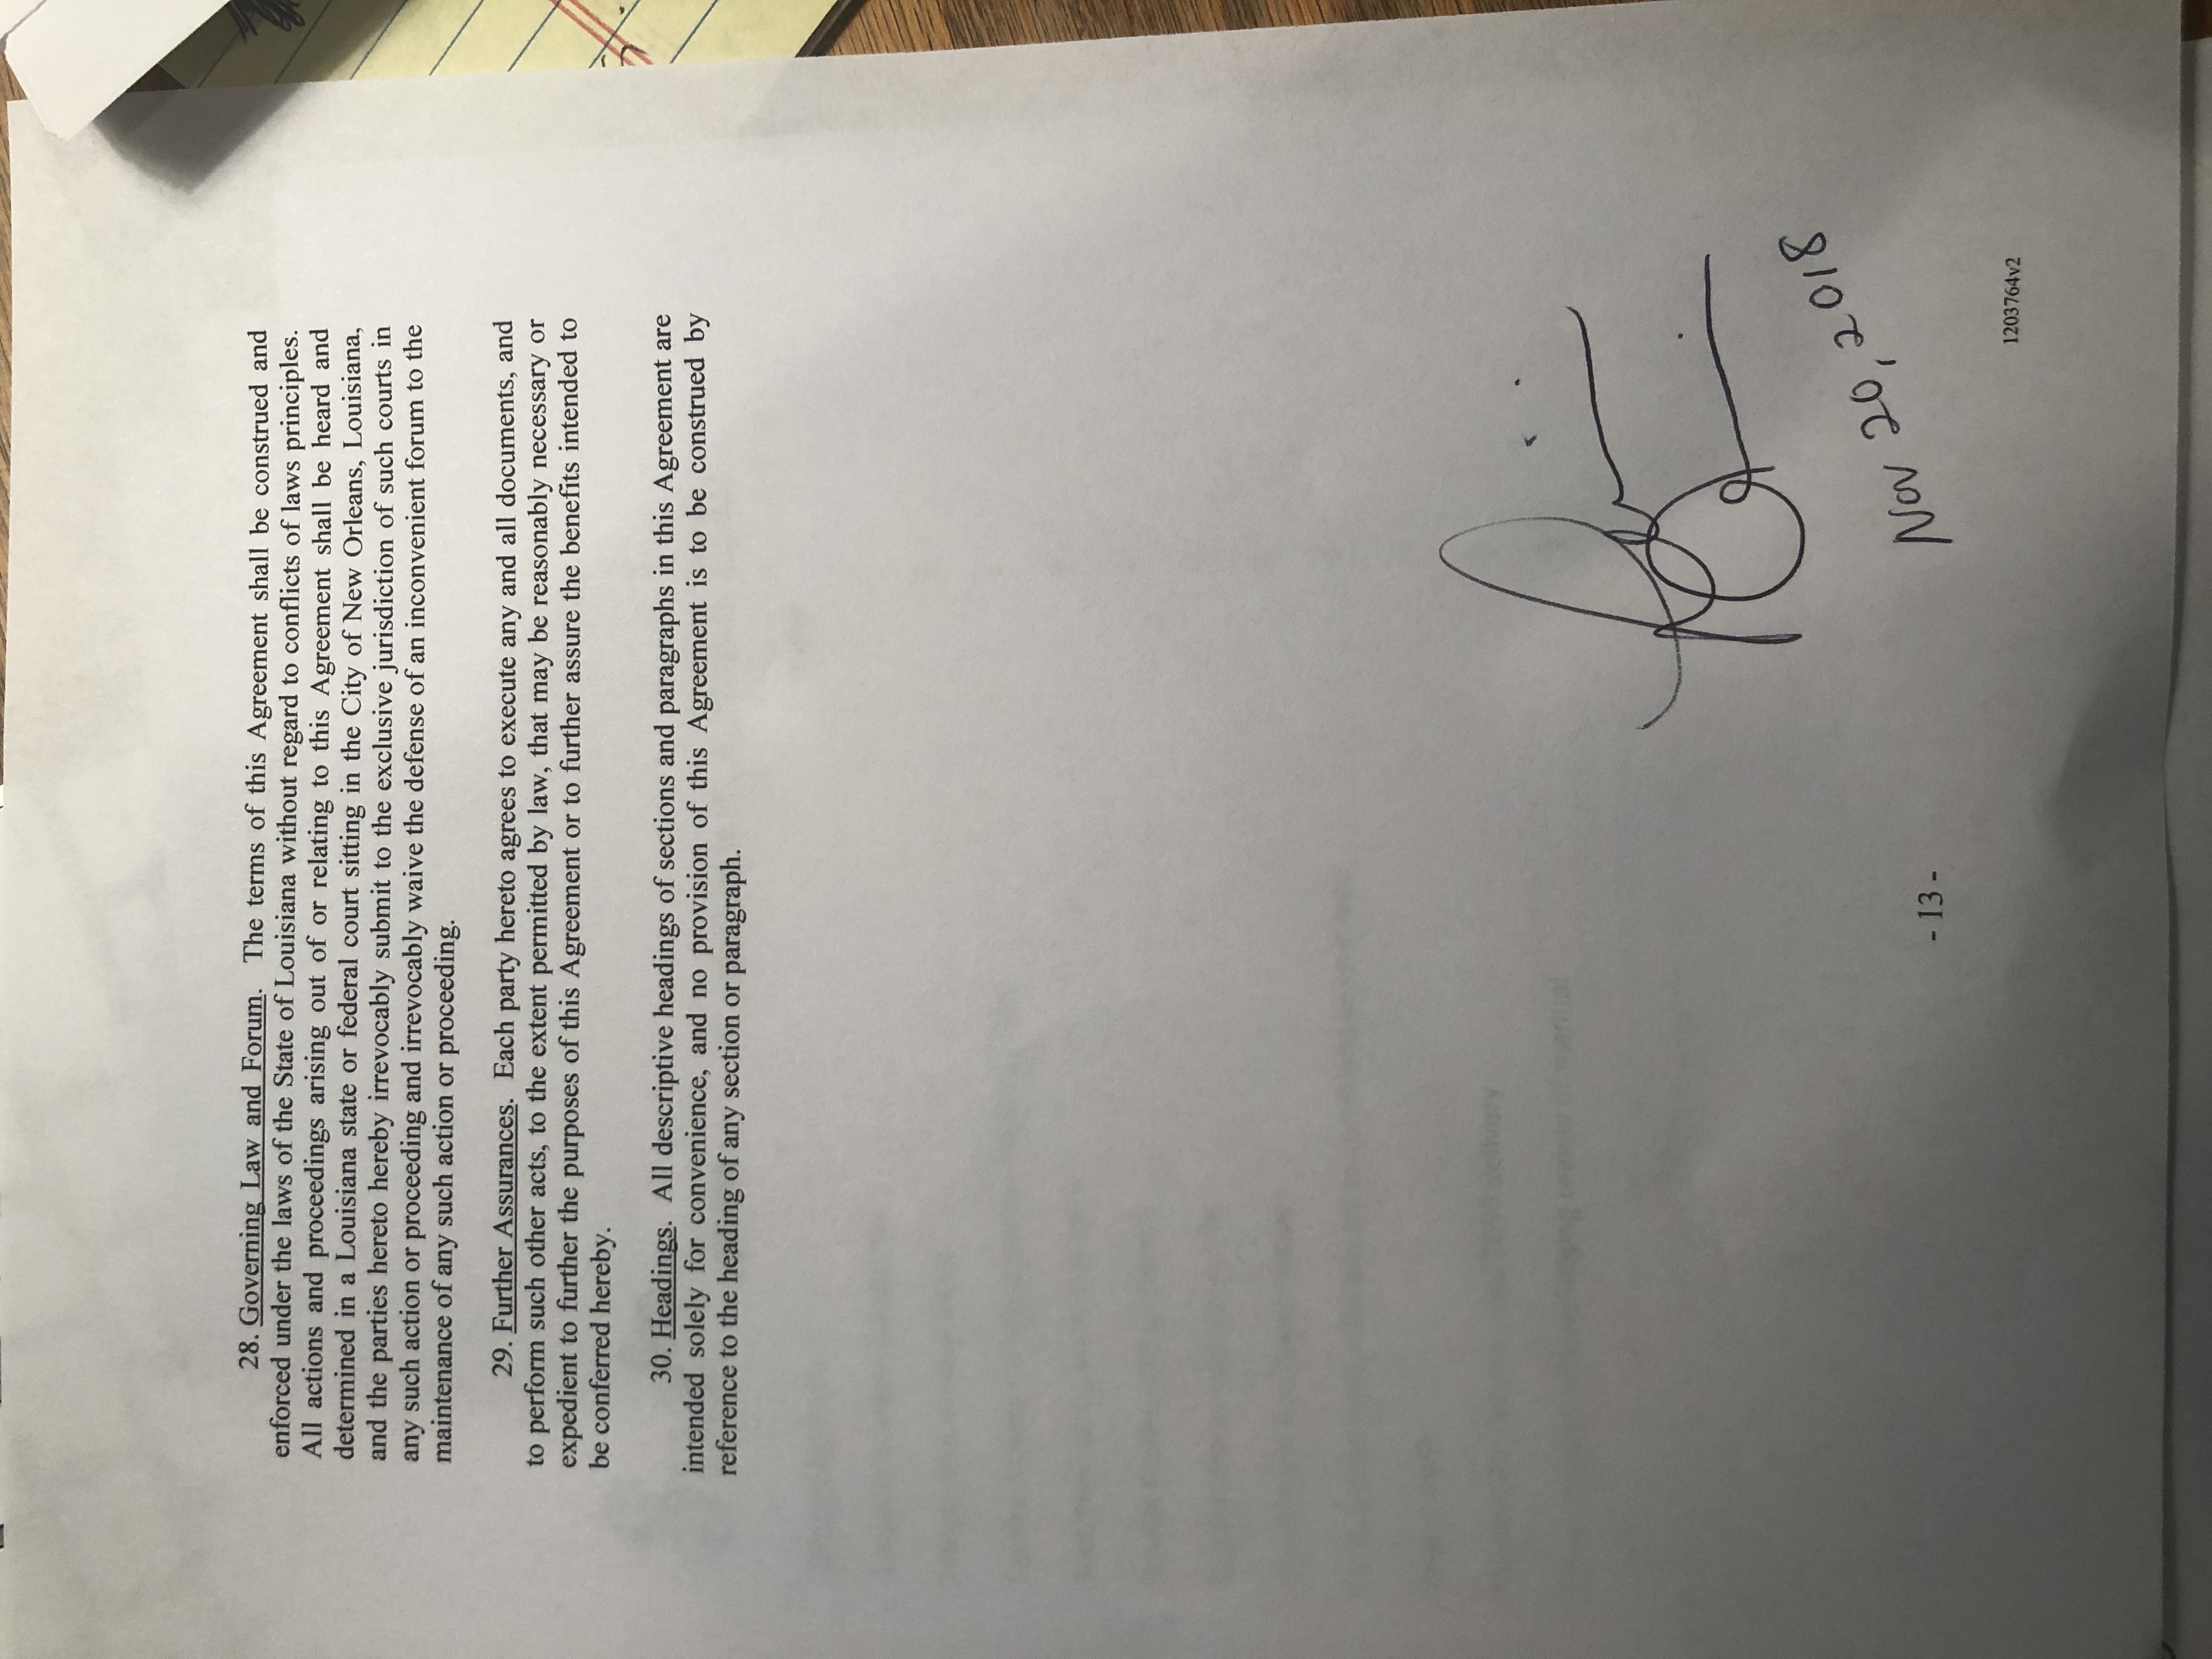 28. Governing Law and Forum. The terms of this Agreement shall be construed and
enforced under the laws of the State of Louisiana without regard to conflicts of laws principles.
All actions and proceedings arising out of or relating to this Agreement shall be heard and
determined in a Louisiana state or federal court sitting in the City of New Orleans, Louisiana,
and the parties hereto hereby irrevocably submit to the exclusive jurisdiction of such courts in
any such action or proceeding and irrevocably waive the defense of an inconvenient forum to the
maintenance of any such action or proceeding.
29. Further Assurances. Each party hereto agrees to execute any and all documents, and
to perform such other acts, to the extent permitted by law, that may be reasonably necessary or
expedient to further the purposes of this Agreement or to further assure the benefits intended to
be conferred hereby.
30. Headings. All descriptive headings of sections and paragraphs in this Agreement are
intended solely for convenience, and no provision of this Agreement is to be construed by
reference to the heading of any section or paragraph.
Nov 20, 2018
- 13 -
1203764v2